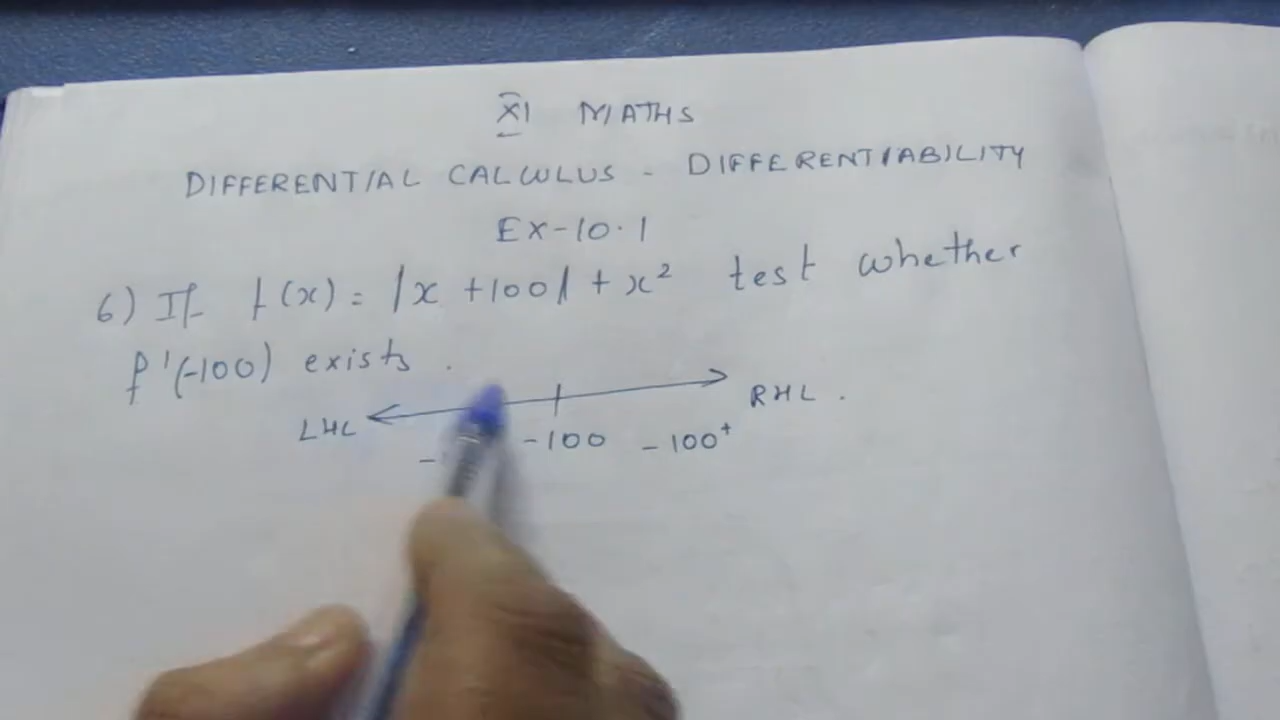 XI MATHS
DIFFERENTIAL CALCULUS - DIFFERENTIABILITY
EX-10.1
6) If f(x) = |x +100| + x² test whether
f'(-100) exists.
LHL RHL.
- -100 -100⁺